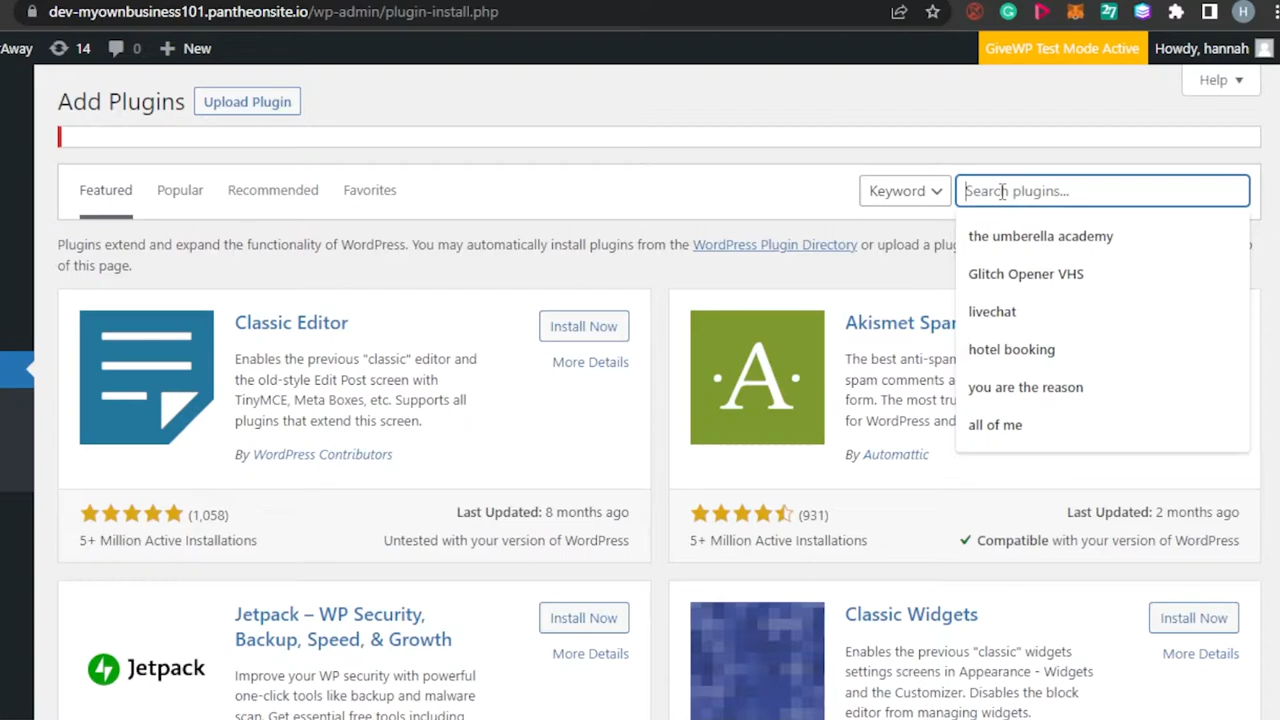 dev-myownbusiness101.pantheonsite.io/wp-admin/plugin-install.php
H
Away 14 0 New GiveWP Test Mode Active Howdy, hannah
Help
Add Plugins Upload Plugin
Featured Popular Recommended Favorites Keyword Search plugins...
Plugins extend and expand the functionality of WordPress. You may automatically install plugins from the WordPress Plugin Directory or upload a
of this page.
the umberella academy
Glitch Opener VHS
livechat
hotel booking
you are the reason
all of me
Classic Editor
Install Now
More Details
Enables the previous "classic" editor and
the old-style Edit Post screen with
TinyMCE, Meta Boxes, etc. Supports all
plugins that extend this screen.
By WordPress Contributors
(1,058)
Last Updated: 8 months ago
5+ Million Active Installations
Untested with your version of WordPress
A
Akismet
The best anti-spam
spam comments a
form. The most
for WordPress and
By Automattic
(931)
Last Updated: 2 months ago
5+ Million Active Installations
Compatible with your version of WordPress
Jetpack
Jetpack – WP Security,
Backup, Speed, & Growth
Install Now
More Details
Improve your WP security with powerful
one-click tools like backup and malware
scan. Get essential free tools including
Classic Widgets
Install Now
More Details
Enables the previous "classic" widgets
settings screens in Appearance - Widgets
and the Customizer. Disables the block
editor from managing widgets.